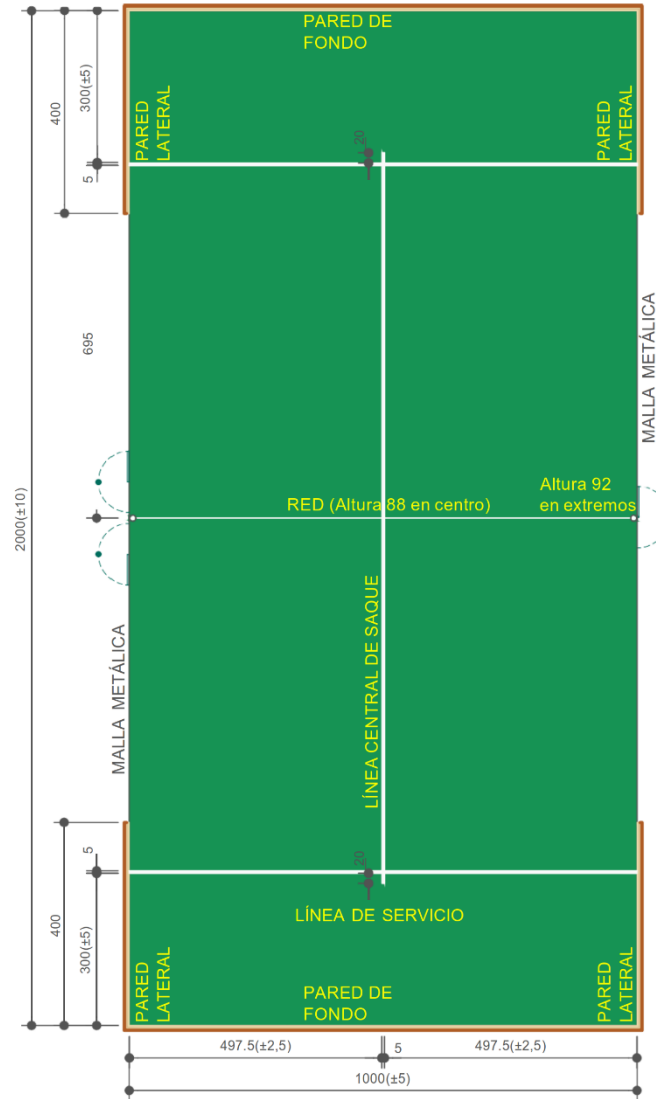 PARED DE
FONDO
300(±5)
400
PARED
LATERAL
PARED
LATERAL
20
5
695
MALLA METÁLICA
2000(±10)
RED (Altura 88 en centro)
Altura 92
en extremos
LÍNEA CENTRAL DE SAQUE
MALLA METÁLICA
5
20
400
300(±5)
LÍNEA DE SERVICIO
PARED
LATERAL
PARED DE
FONDO
PARED
LATERAL
497.5(±2,5)
5
497.5(±2,5)
1000(±5)